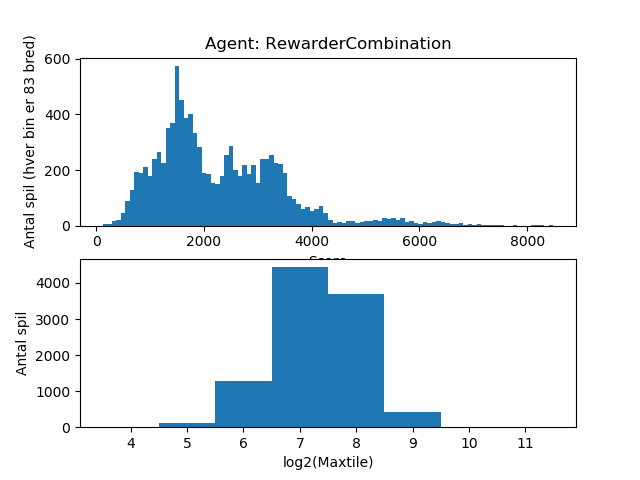 Agent: RewarderCombination
Antal spil (hver bin er 83 bred)
600
400
200
0
0 2000 4000 6000 8000
Antal spil
4000
3000
2000
1000
0
4 5 6 7 8 9 10 11
log2(Maxtile)